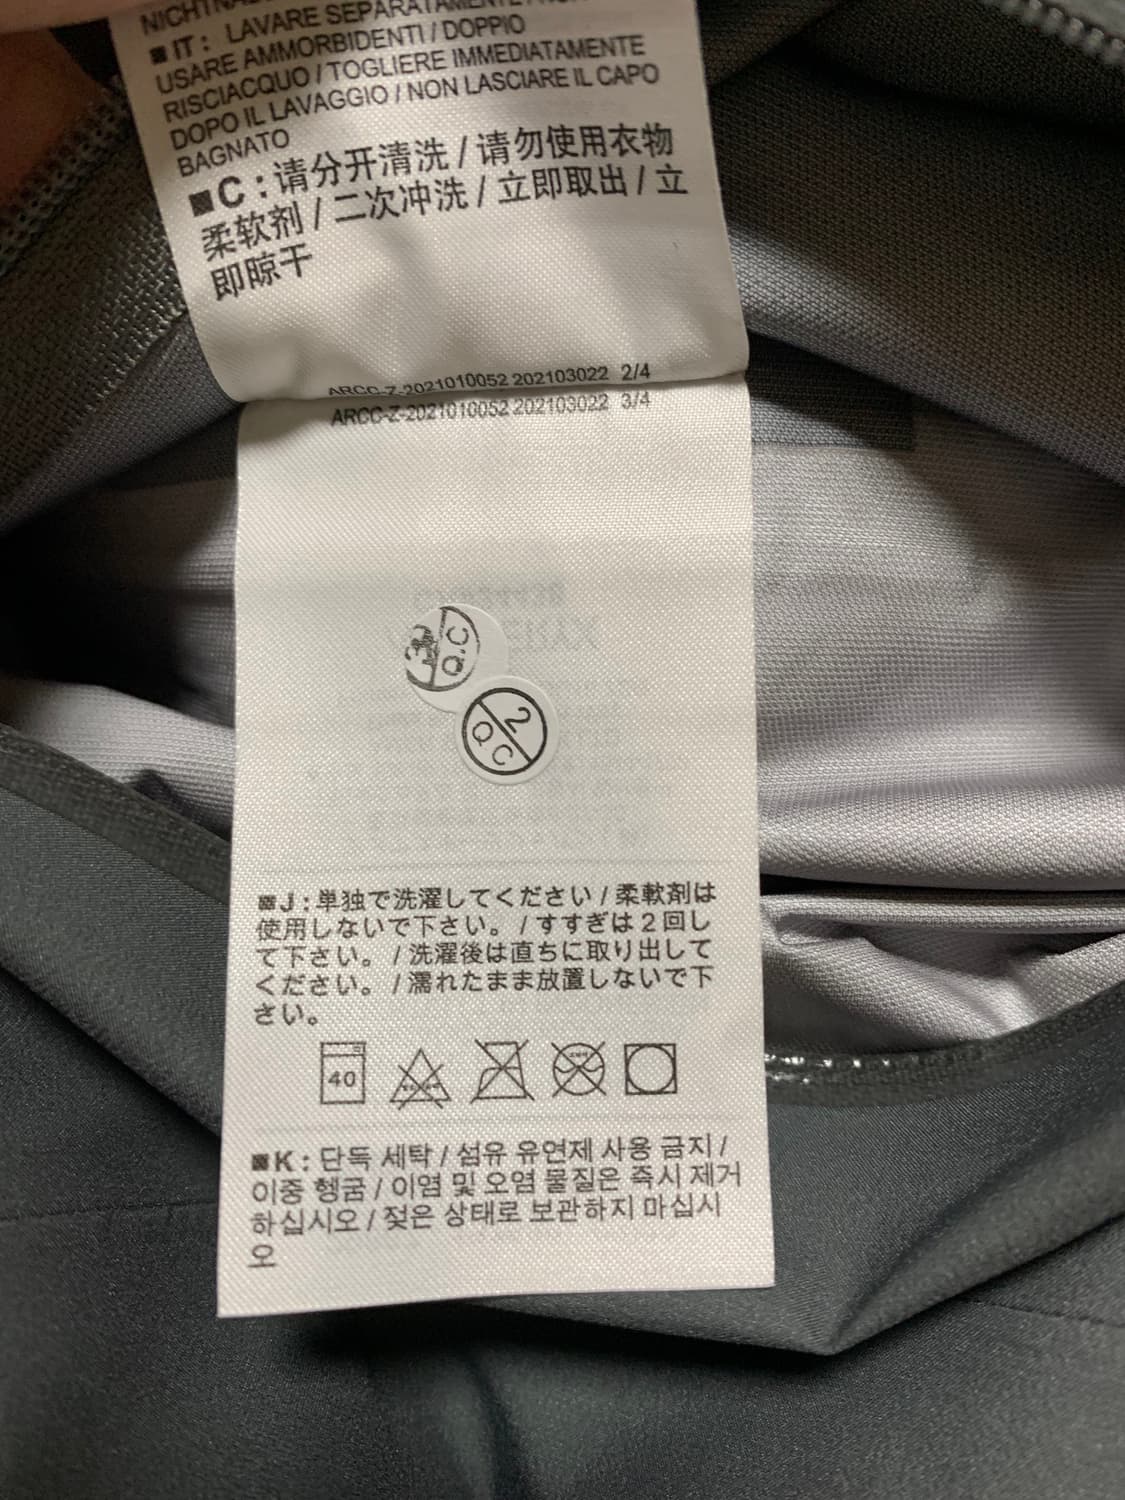 ■IT: LAVARE SEPARATAMENTE / NON
USARE AMMORBIDENTI / DOPPIO
RISCIACQUO / TOGLIERE IMMEDIATAMENTE
DOPO IL LAVAGGIO / NON LASCIARE IL CAPO
BAGNATO
■C:请分开清洗/请勿使用衣物
柔软剂/二次冲洗/立即取出/立
即晾干
ARCC-Z-2021010052 202103022 2/4
ARCC-Z-2021010052 202103022 3/4
Q.C
2
QC
■J:単独で洗濯してください/柔軟剤は
使用しないで下さい。/すすぎは2回し
て下さい。/洗濯後は直ちに取り出して
ください。/濡れたまま放置しないで下
さい。
40
■K: 단독 세탁 / 섬유 유연제 사용 금지 /
이중 헹굼 / 이염 및 오염 물질은 즉시 제거
하십시오 / 젖은 상태로 보관하지 마십시
오